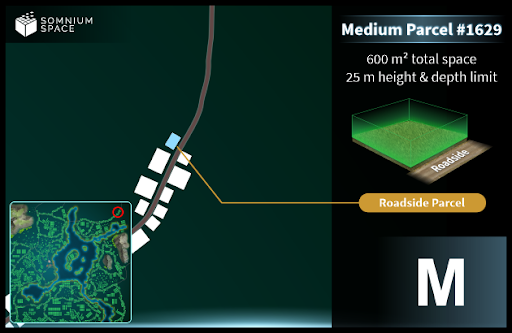 SOMNIUM
SPACE
Medium Parcel #1629
600 m² total space
25 m height & depth limit
Roadside
Roadside Parcel
M